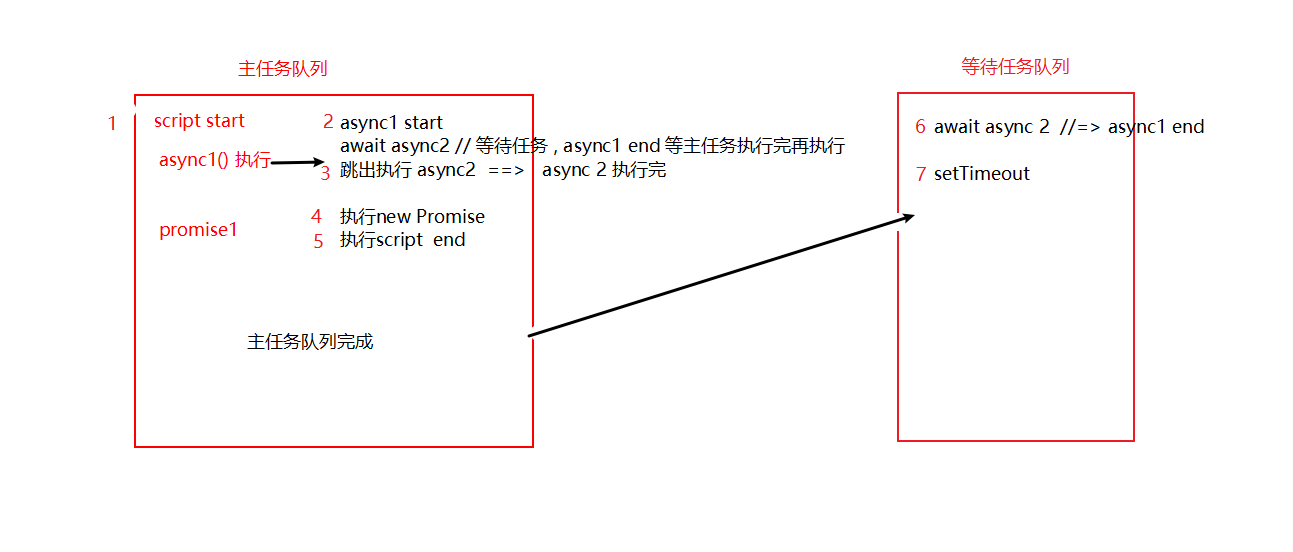 主任务队列
等待任务队列
1 script start
2 async1 start
await async2 // 等待任务 , async1 end 等主任务执行完再执行
async1() 执行
3 跳出执行 async2 ==> async 2 执行完
4 执行new Promise
promise1
5 执行script end
主任务队列完成
6 await async 2 //=> async1 end
7 setTimeout